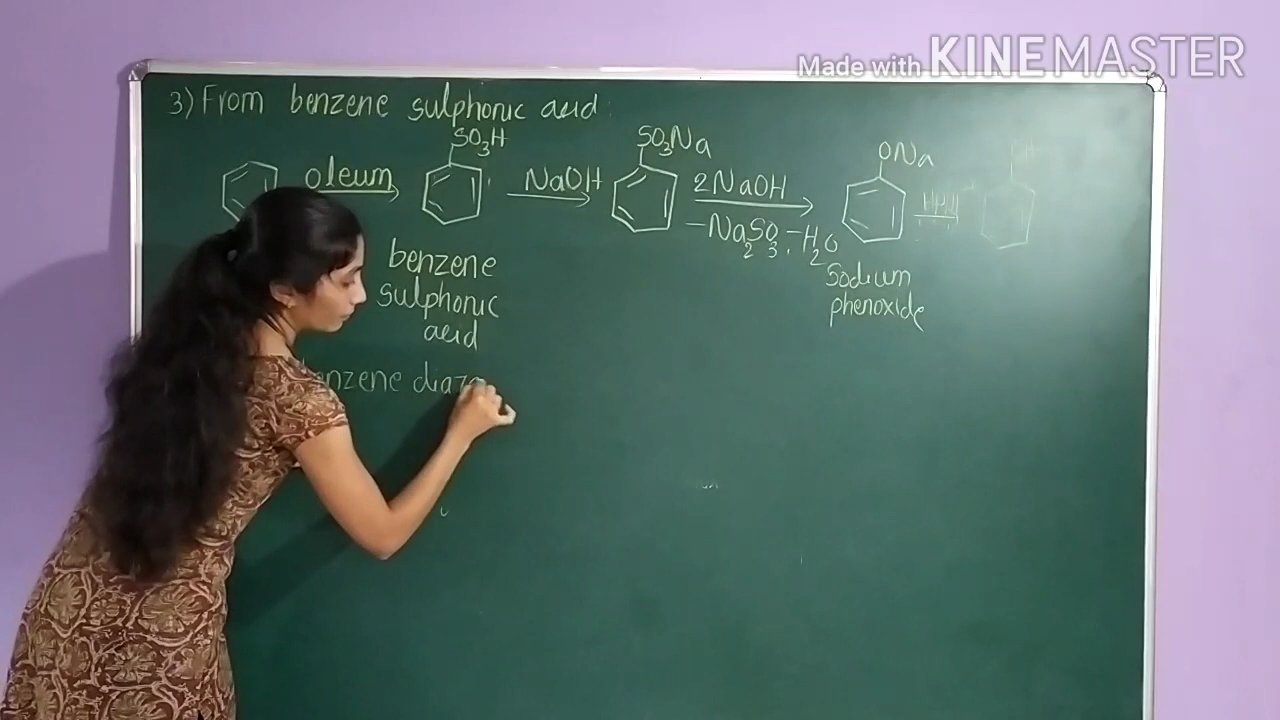 Made with KINEMASTER
3) From benzene sulphonic acid
SO3H
SO3Na
ONa
oleum
NaOH
2NaOH
-Na2SO3, -H2O
benzene
sulphonic
acid
Sodium
phenoxide
benzene diazo